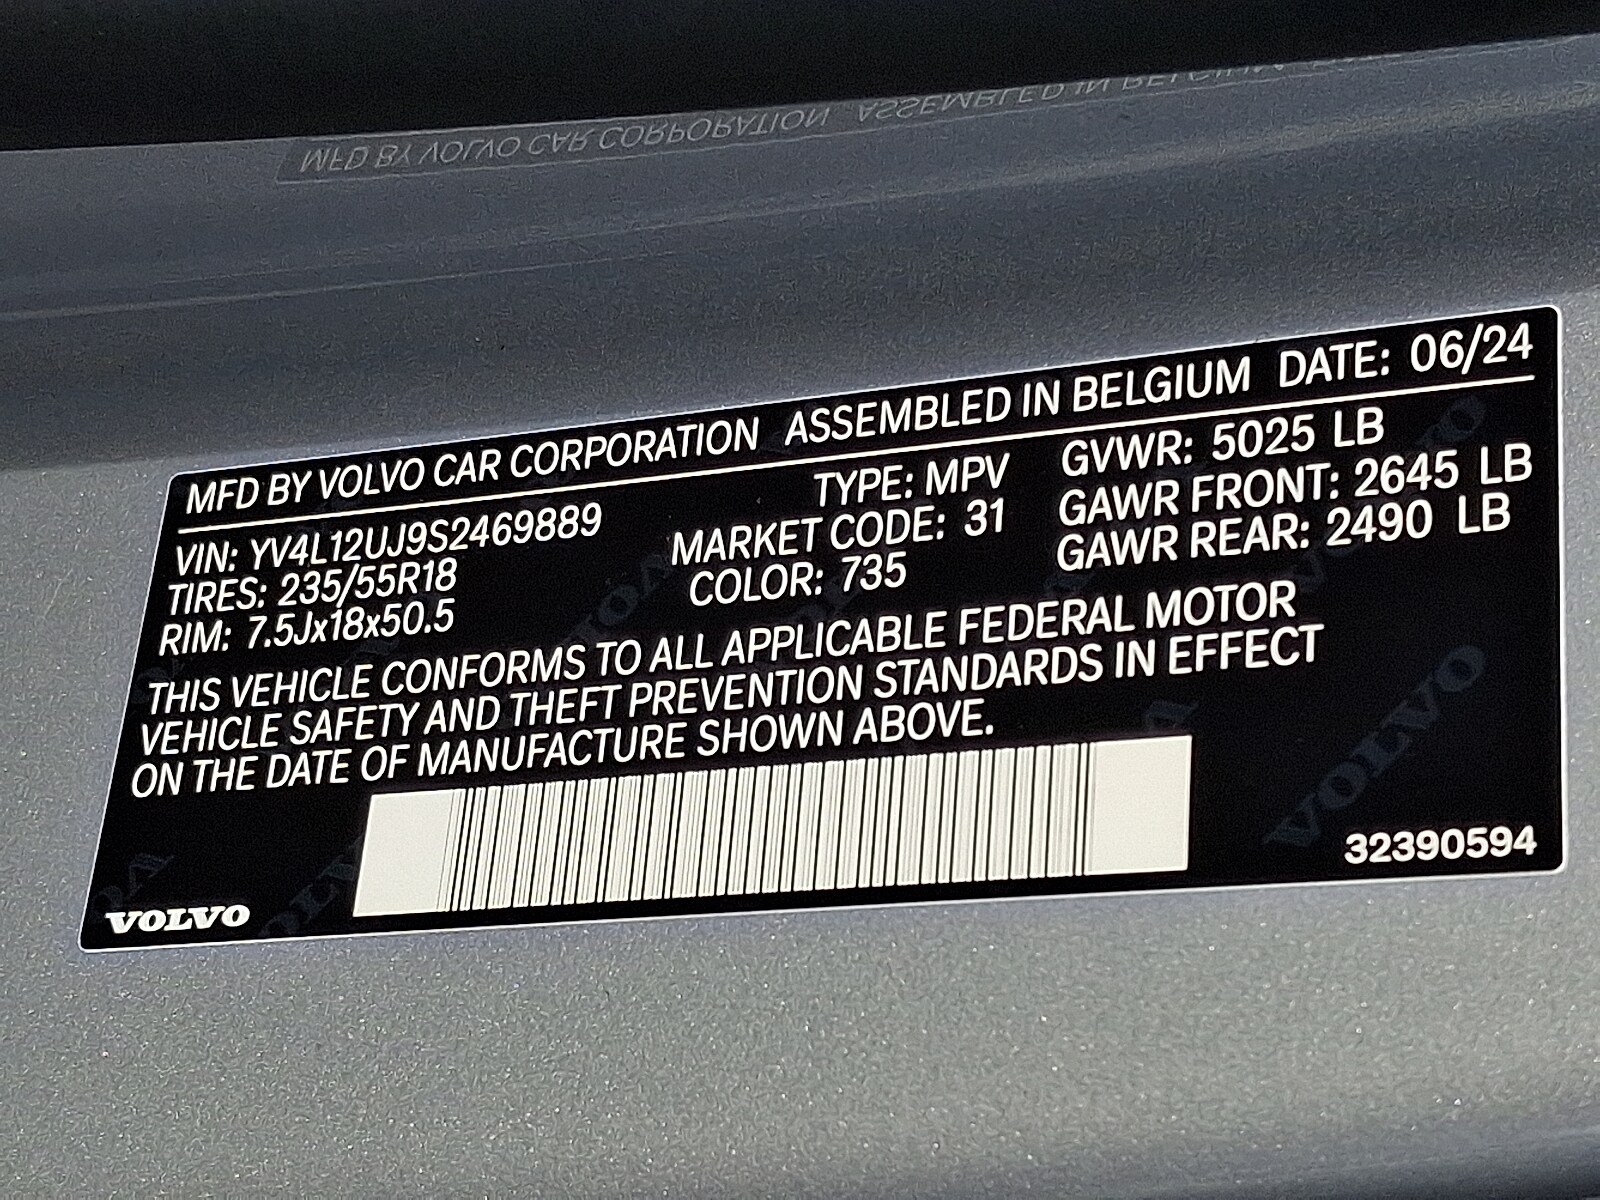 MFD BY VOLVO CAR CORPORATION ASSEMBLED IN BELGIUM
MFD BY VOLVO CAR CORPORATION ASSEMBLED IN BELGIUM DATE: 06/24
VIN: YV4L12UJ9S2469889 TYPE: MPV GVWR: 5025 LB
TIRES: 235/55R18 MARKET CODE: 31 GAWR FRONT: 2645 LB
RIM: 7.5Jx18x50.5 COLOR: 735 GAWR REAR: 2490 LB
THIS VEHICLE CONFORMS TO ALL APPLICABLE FEDERAL MOTOR
VEHICLE SAFETY AND THEFT PREVENTION STANDARDS IN EFFECT
ON THE DATE OF MANUFACTURE SHOWN ABOVE.
VOLVO
32390594